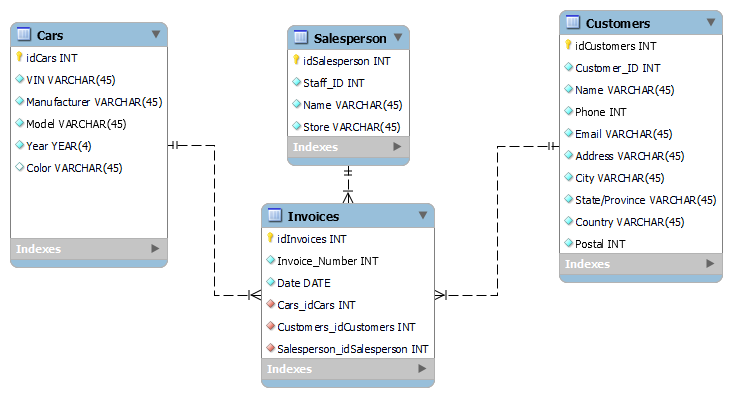 Cars
idCars INT
VIN VARCHAR(45)
Manufacturer VARCHAR(45)
Model VARCHAR(45)
Year YEAR(4)
Color VARCHAR(45)
Indexes
Salesperson
idSalesperson INT
Staff_ID INT
Name VARCHAR(45)
Store VARCHAR(45)
Indexes
Customers
idCustomers INT
Customer_ID INT
Name VARCHAR(45)
Phone INT
Email VARCHAR(45)
Address VARCHAR(45)
City VARCHAR(45)
State/Province VARCHAR(45)
Country VARCHAR(45)
Postal INT
Indexes
Invoices
idInvoices INT
Invoice_Number INT
Date DATE
Cars_idCars INT
Customers_idCustomers INT
Salesperson_idSalesperson INT
Indexes